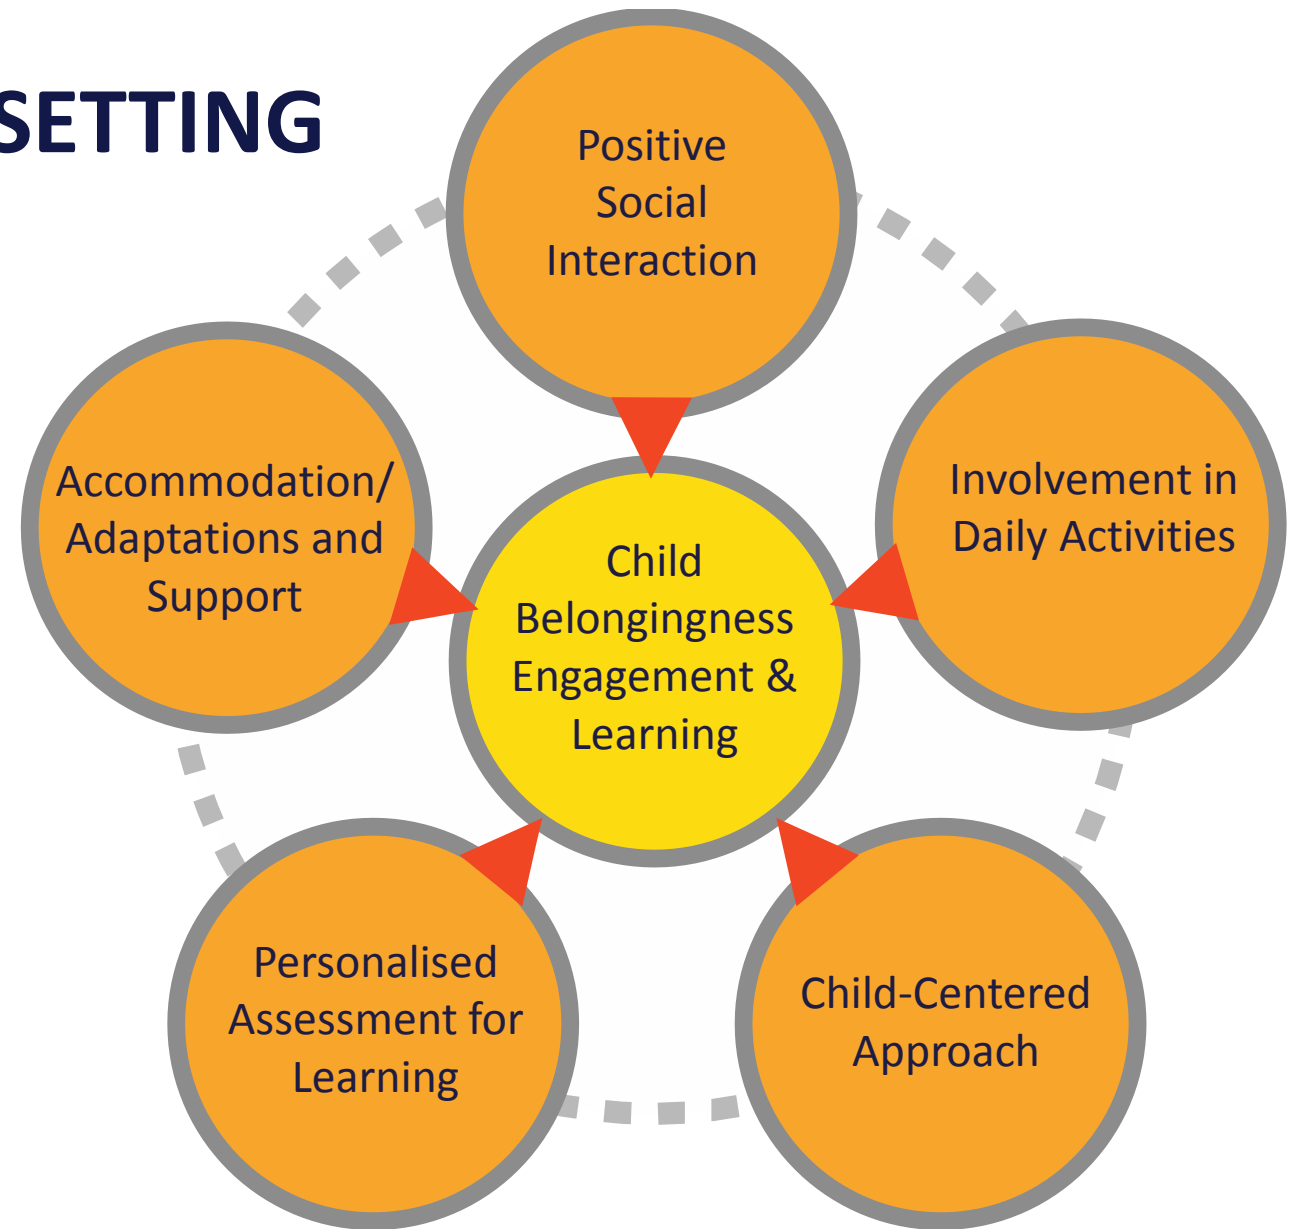 SETTING
Positive
Social
Interaction
Accommodation/
Adaptations and
Support
Involvement in
Daily Activities
Child
Belongingness
Engagement &
Learning
Personalised
Assessment for
Learning
Child-Centered
Approach